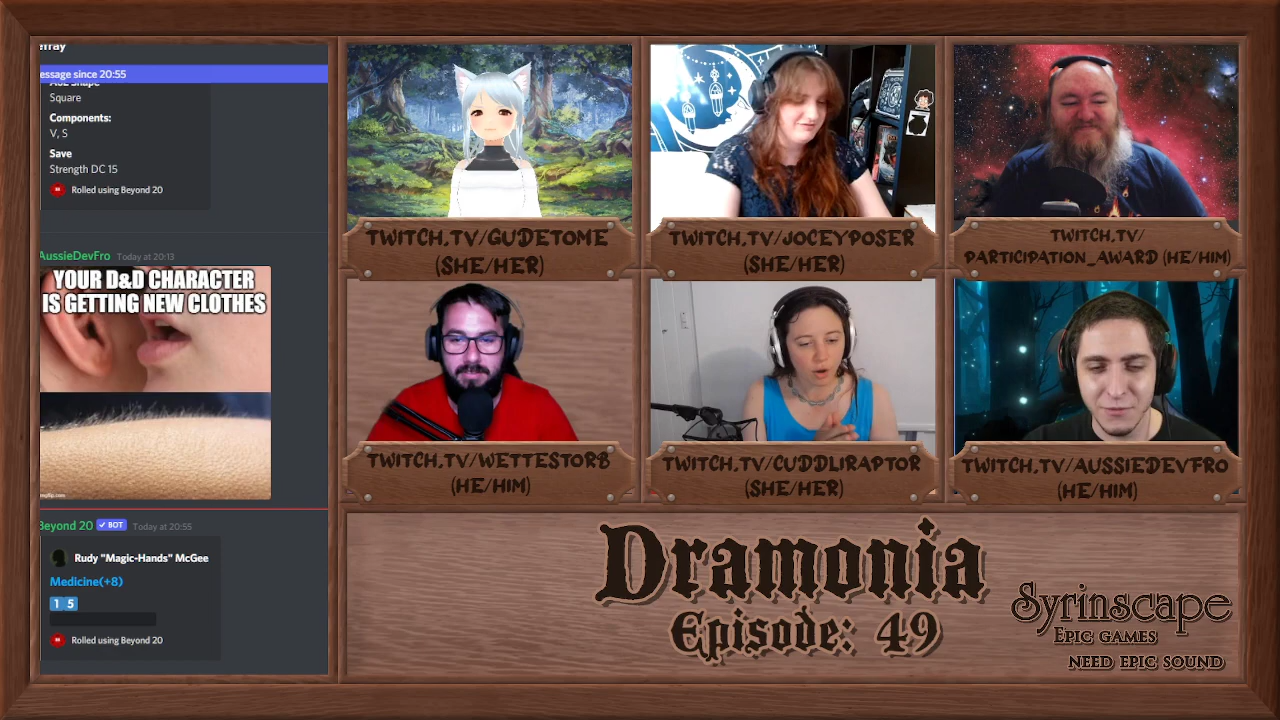 essage since 20:55
Square
Components:
V, S
Save
Strength DC 15
Rolled using Beyond 20
AussieDevFro Today at 20:13
YOUR D&D CHARACTER
IS GETTING NEW CLOTHES
imgflip.com
Beyond 20 ✓ BOT Today at 20:55
Rudy "Magic-Hands" McGee
Medicine(+8)
15
Rolled using Beyond 20
TWITCH.TV/GUDETOME
(SHE/HER)
TWITCH.TV/JOCEYPOSER
(SHE/HER)
TWITCH.TV/
PARTICIPATION_AWARD (HE/HIM)
TWITCH.TV/WETTESTOR8
(HE/HIM)
TWITCH.TV/CUDDLIRAPTOR
(SHE/HER)
TWITCH.TV/AUSSIEDEVFRO
(HE/HIM)
Dramonia
Episode: 49
Syrinscape
EPIC GAMES
NEED EPIC SOUND